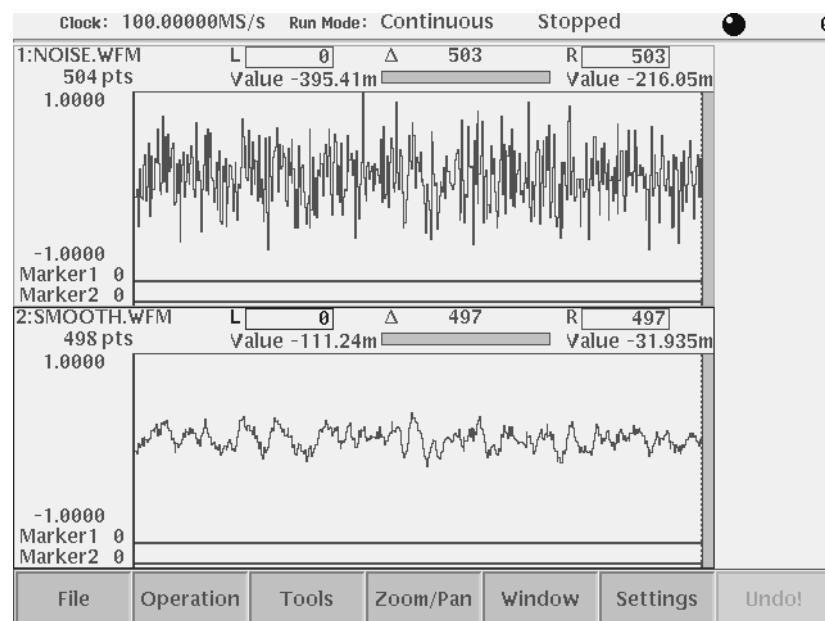 Clock: 100.00000MS/s Run Mode: Continuous Stopped
1:NOISE.WFM L 0 Δ 503 R 503
504 pts Value -395.41m Value -216.05m
1.0000
-1.0000
Marker1 0
Marker2 0
2:SMOOTH.WFM L 0 Δ 497 R 497
498 pts Value -111.24m Value -31.935m
1.0000
-1.0000
Marker1 0
Marker2 0
File Operation Tools Zoom/Pan Window Settings Undo!